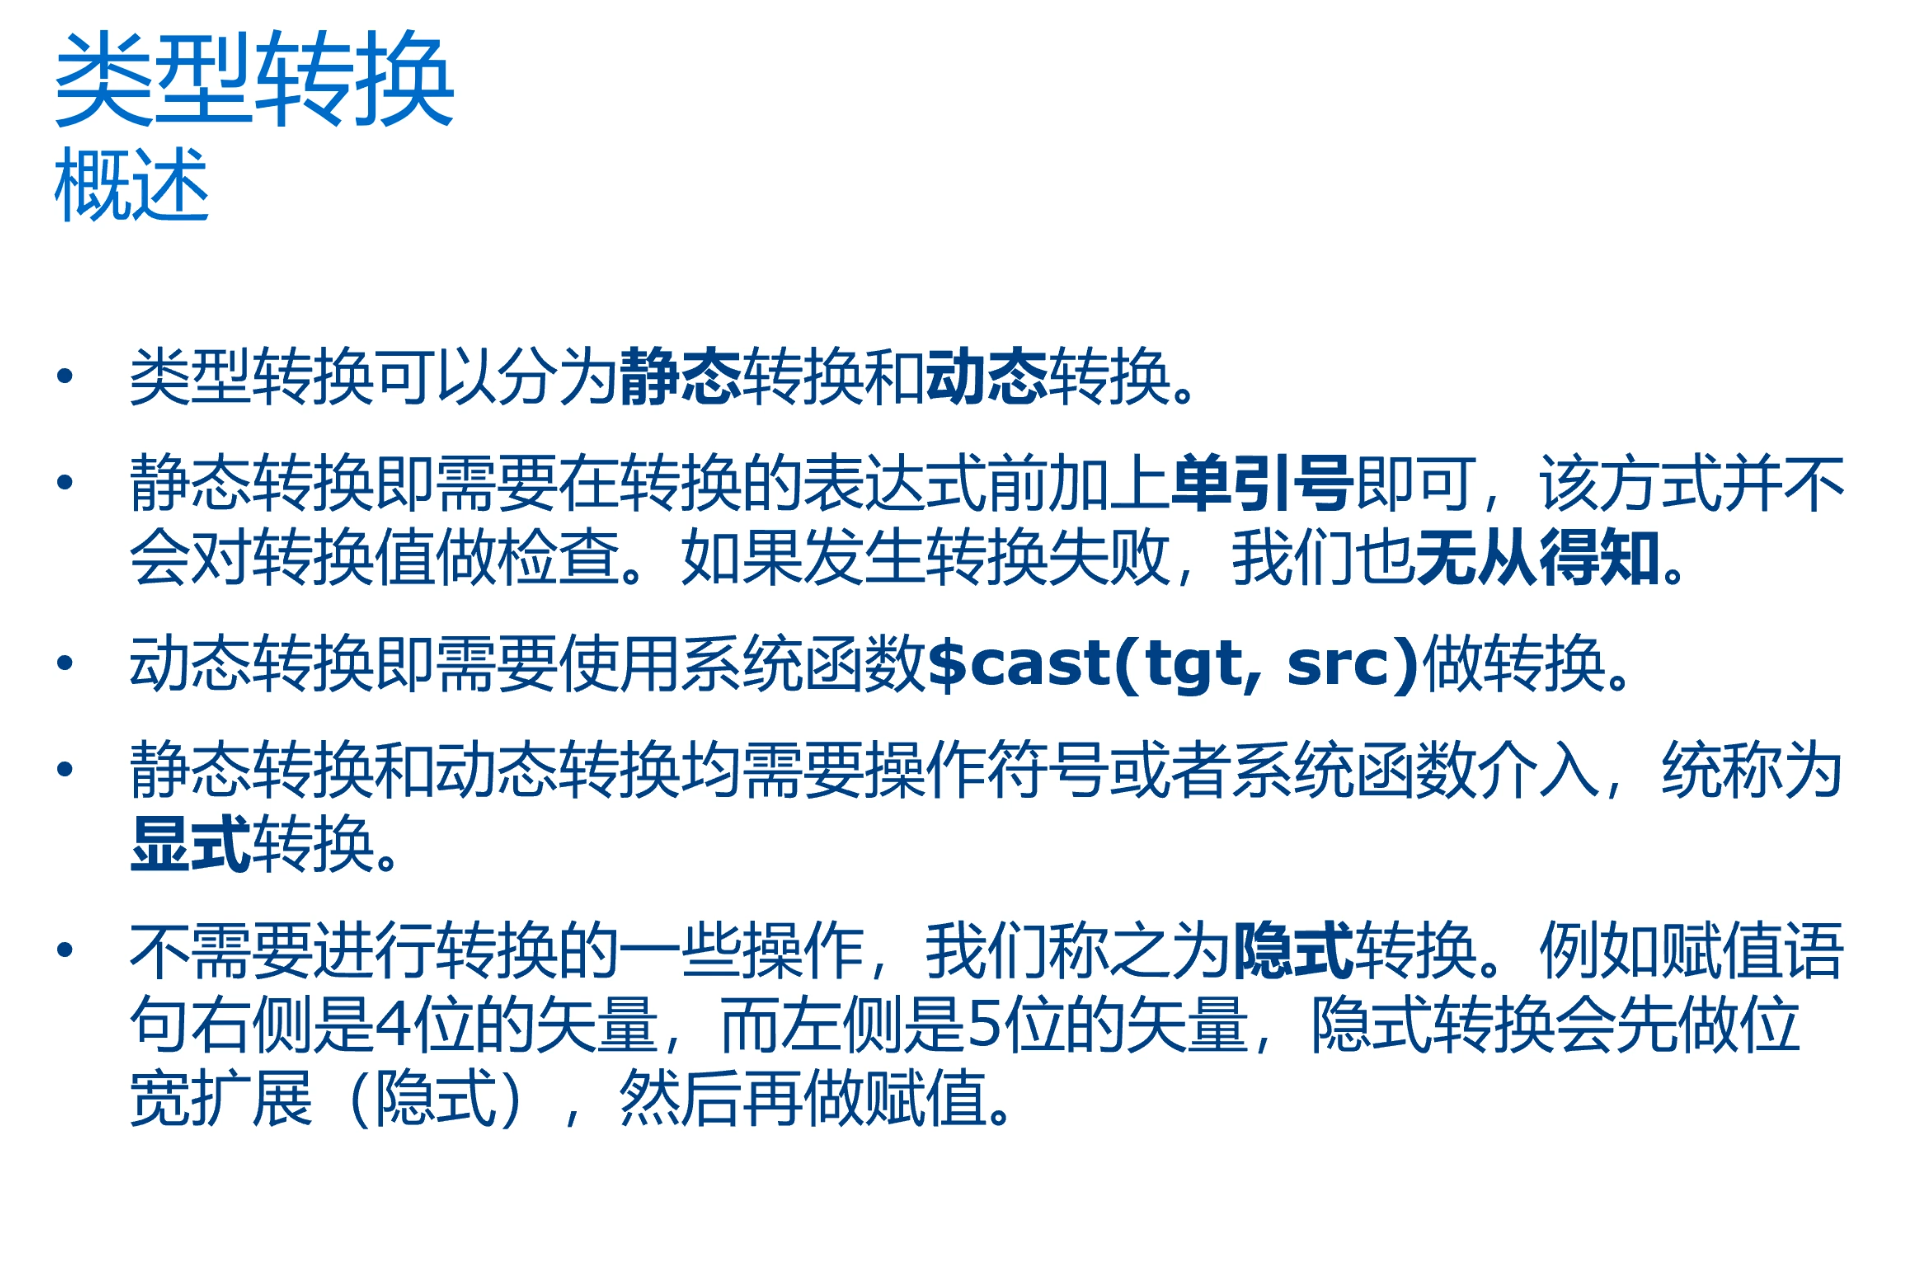 类型转换
概述
• 类型转换可以分为静态转换和动态转换。
• 静态转换即需要在转换的表达式前加上单引号即可，该方式并不
会对转换值做检查。如果发生转换失败，我们也无从得知。
• 动态转换即需要使用系统函数$cast(tgt, src)做转换。
• 静态转换和动态转换均需要操作符号或者系统函数介入，统称为
显式转换。
• 不需要进行转换的一些操作，我们称之为隐式转换。例如赋值语
句右侧是4位的矢量，而左侧是5位的矢量，隐式转换会先做位
宽扩展（隐式），然后再做赋值。